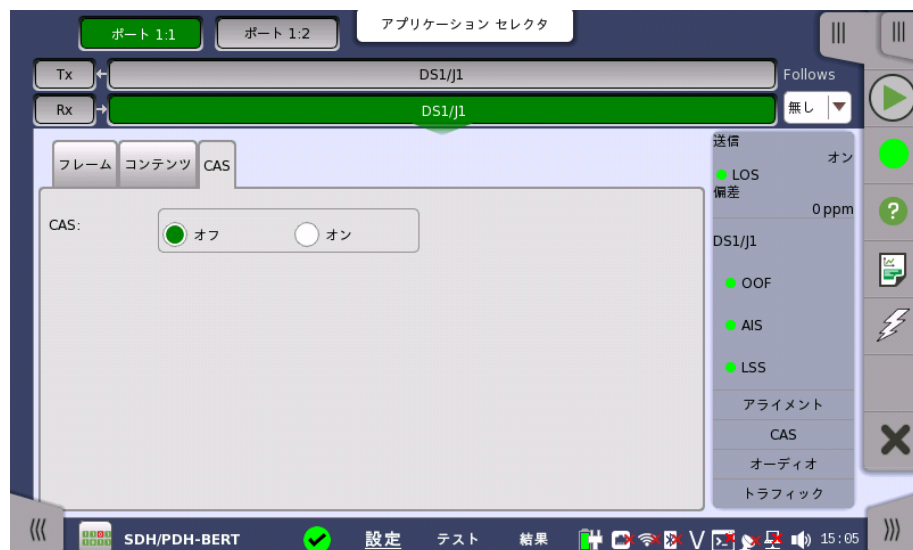 アプリケーション セレクタ
ポート 1:1
ポート 1:2
Tx
DS1/J1
Follows
Rx
DS1/J1
無し
フレーム
コンテンツ
CAS
CAS:
オフ
オン
送信
オン
LOS
偏差
0 ppm
DS1/J1
OOF
AIS
LSS
アライメント
CAS
オーディオ
トラフィック
SDH/PDH-BERT
設定
テスト
結果
15:05